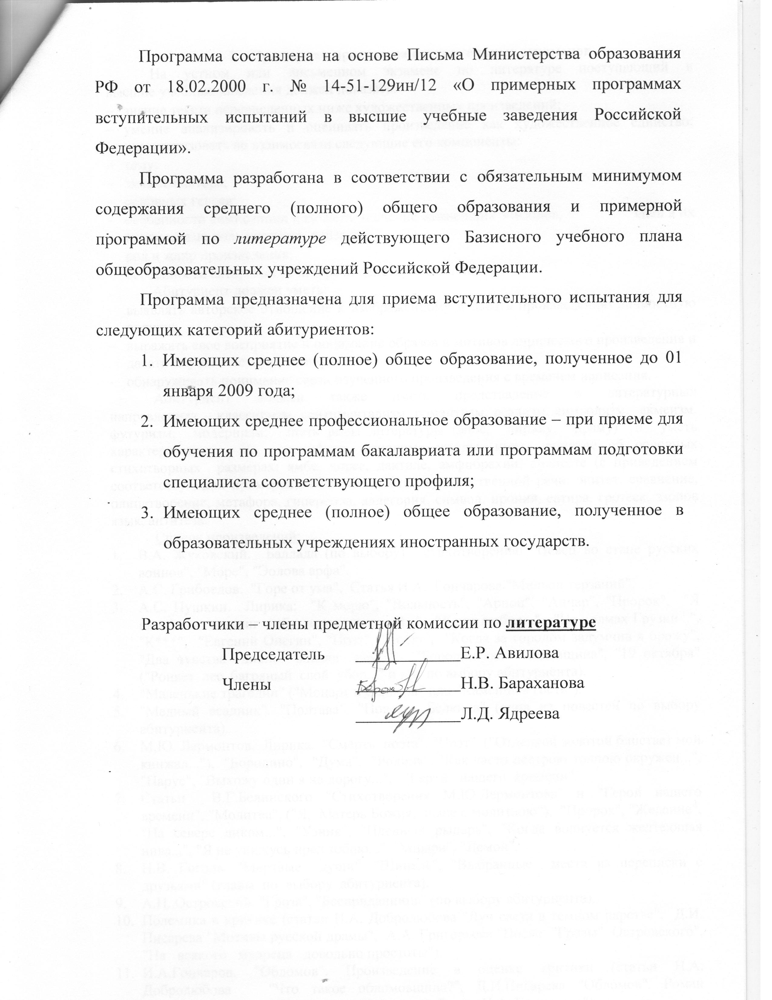 Программа составлена на основе Письма Министерства образования
РФ от 18.02.2000 г. № 14-51-129ин/12 «О примерных программах
вступительных испытаний в высшие учебные заведения Российской
Федерации».
Программа разработана в соответствии с обязательным минимумом
содержания среднего (полного) общего образования и примерной
программой по литературе действующего Базисного учебного плана
общеобразовательных учреждений Российской Федерации.
Программа предназначена для приема вступительного испытания для
следующих категорий абитуриентов:
1. Имеющих среднее (полное) общее образование, полученное до 01
января 2009 года;
2. Имеющих среднее профессиональное образование – при приеме для
обучения по программам бакалавриата или программам подготовки
специалиста соответствующего профиля;
3. Имеющих среднее (полное) общее образование, полученное в
образовательных учреждениях иностранных государств.
Разработчики – члены предметной комиссии по литературе
Председатель Е.Р. Авилова
Члены Н.В. Бараханова
Л.Д. Ядреева